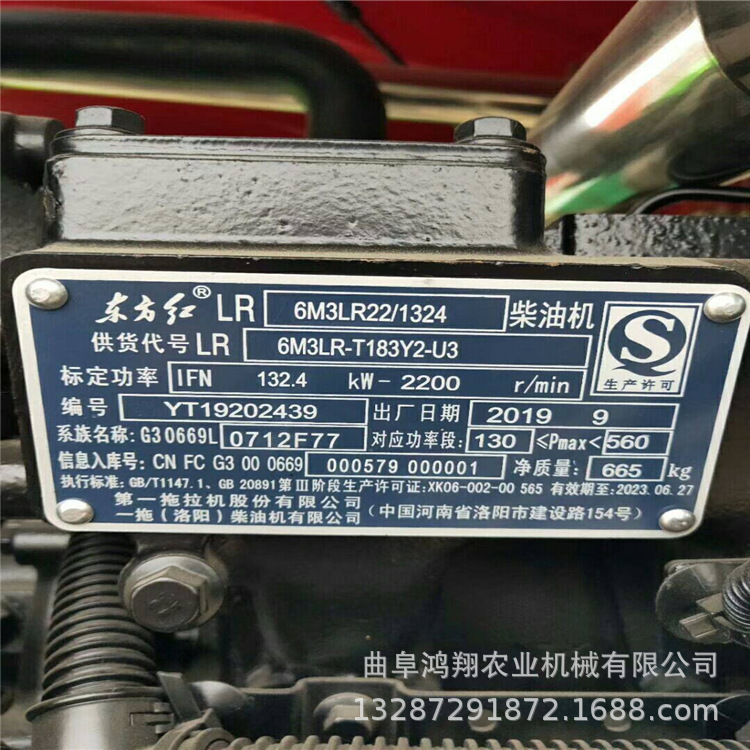 东方红® LR 6M3LR22/1324 柴油机
供货代号 LR 6M3LR-T183Y2-U3
标定功率 IFN 132.4 kW-2200 r/min
生产许可
编号 YT19202439 出厂日期 2019 9
系族名称: G30669L 0712F77 对应功率段: 130 ≤Pmax< 560
信息入库号: CN FC G3 00 0669 000579 000001 净质量: 665 kg
执行标准: GB/T1147.1、GB 20891第Ⅲ阶段生产许可证:XK06-002-00 565 有效期至:2023.06.27
第一拖拉机股份有限公司
一拖(洛阳)柴油机有限公司 (中国河南省洛阳市建设路154号)
曲阜鸿翔农业机械有限公司
13287291872.1688.com